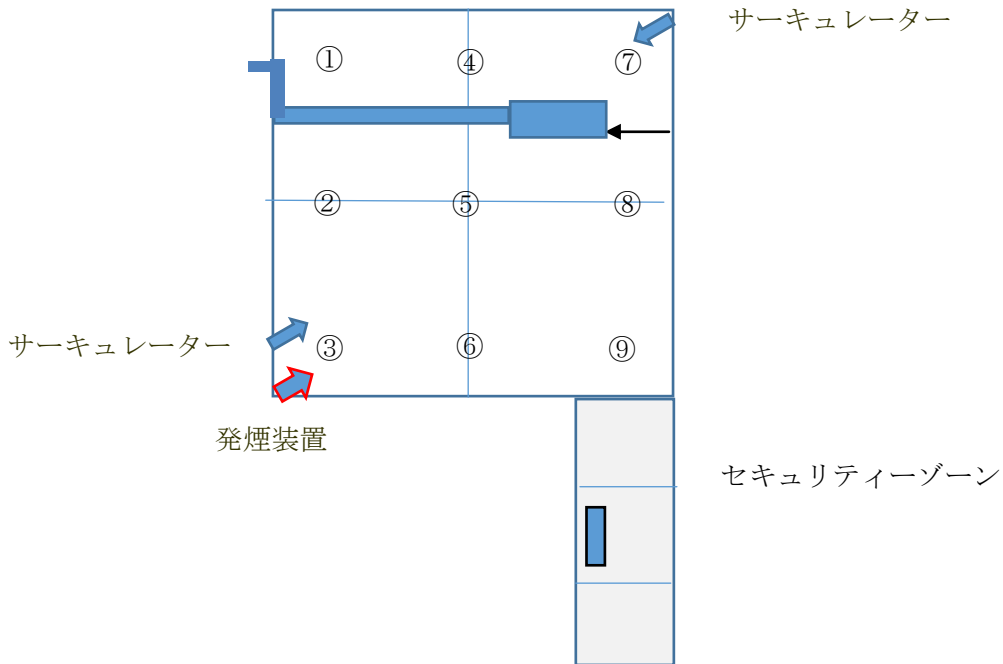 サーキュレーター
① ④ ⑦
② ⑤ ⑧
サーキュレーター
③ ⑥ ⑨
発煙装置
セキュリティーゾーン